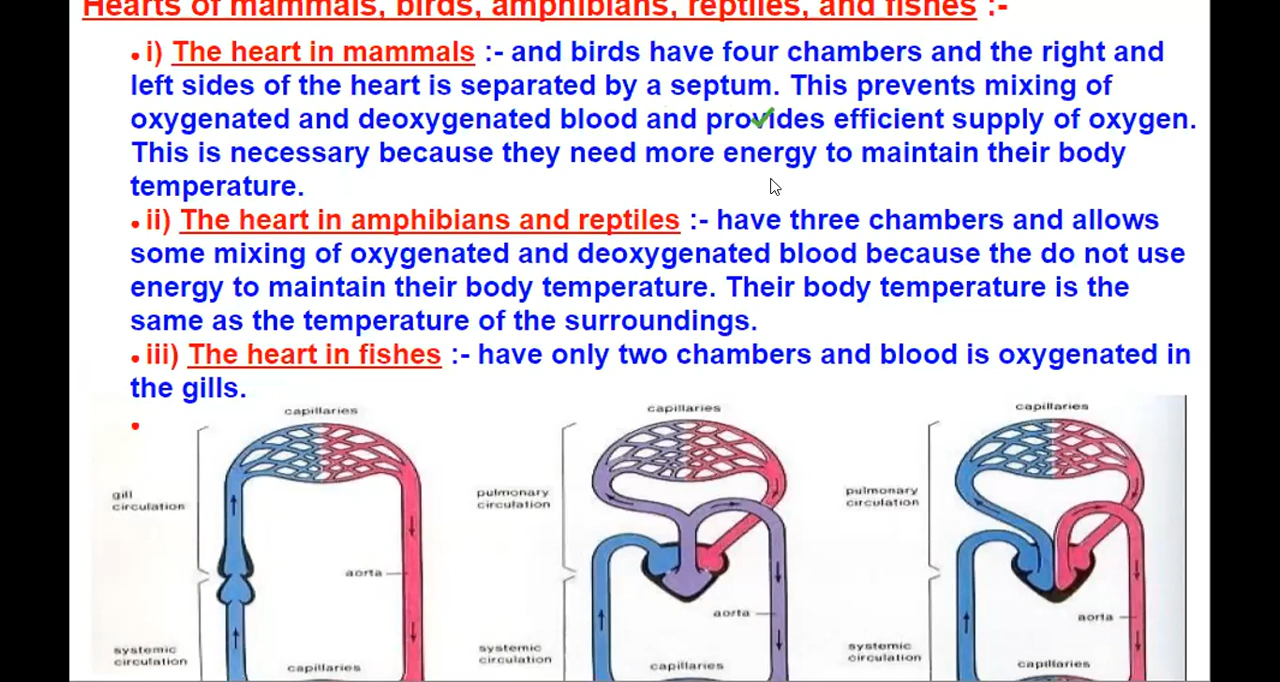 Hearts of mammals, birds, amphibians, reptiles, and fishes :-
• i) The heart in mammals :- and birds have four chambers and the right and
left sides of the heart is separated by a septum. This prevents mixing of
oxygenated and deoxygenated blood and provides efficient supply of oxygen.
This is necessary because they need more energy to maintain their body
temperature.
• ii) The heart in amphibians and reptiles :- have three chambers and allows
some mixing of oxygenated and deoxygenated blood because the do not use
energy to maintain their body temperature. Their body temperature is the
same as the temperature of the surroundings.
• iii) The heart in fishes :- have only two chambers and blood is oxygenated in
the gills.
•
capillaries
gill
circulation
aorta
systemic
circulation
capillaries
capillaries
pulmonary
circulation
aorta
systemic
circulation
capillaries
capillaries
pulmonary
circulation
aorta
systemic
circulation
capillaries